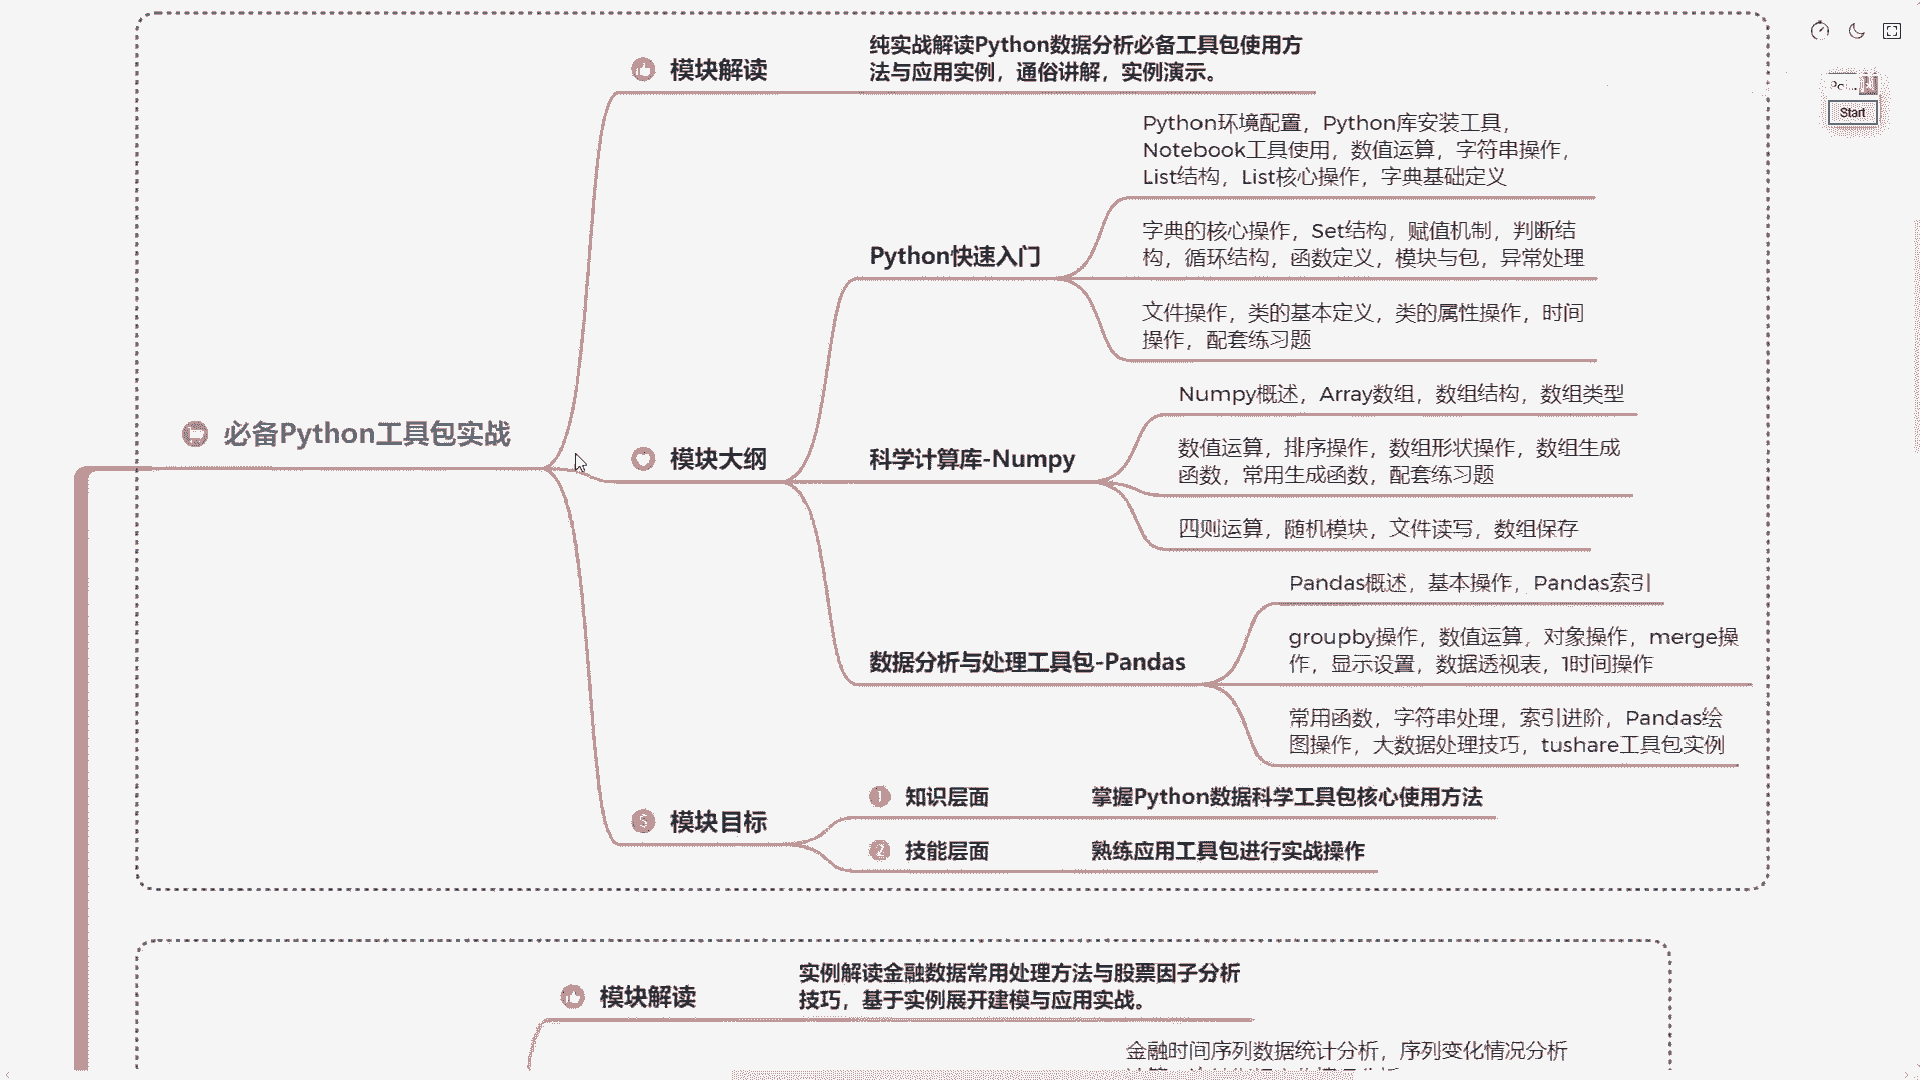 纯实战解读Python数据分析必备工具包使用方
法与应用实例，通俗讲解，实例演示。
模块解读
Start
Python环境配置，Python库安装工具，
Notebook工具使用，数值运算，字符串操作，
List结构，List核心操作，字典基础定义
Python快速入门
字典的核心操作，Set结构，赋值机制，判断结
构，循环结构，函数定义，模块与包，异常处理
文件操作，类的基本定义，类的属性操作，时间
操作，配套练习题
必备Python工具包实战
模块大纲
科学计算库-Numpy
Numpy概述，Array数组，数组结构，数组类型
数值运算，排序操作，数组形状操作，数组生成
函数，常用生成函数，配套练习题
四则运算，随机模块，文件读写，数组保存
数据分析与处理工具包-Pandas
Pandas概述，基本操作，Pandas索引
groupby操作，数值运算，对象操作，merge操
作，显示设置，数据透视表，1时间操作
常用函数，字符串处理，索引进阶，Pandas绘
图操作，大数据处理技巧，tushare工具包实例
模块目标
1 知识层面 掌握Python数据科学工具包核心使用方法
2 技能层面 熟练应用工具包进行实战操作
模块解读
实例解读金融数据常用处理方法与股票因子分析
技巧，基于实例展开建模与应用实战。
金融时间序列数据统计分析，序列变化情况分析